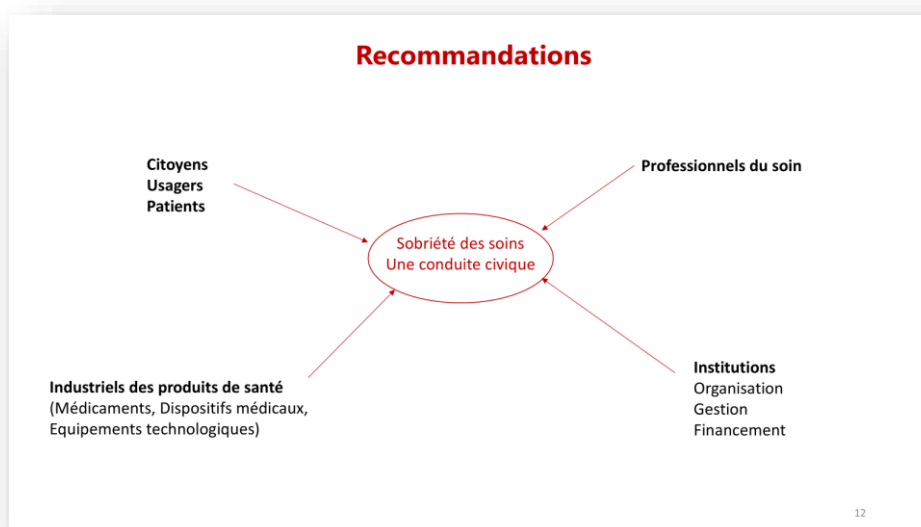 Recommandations
Citoyens
Usagers
Patients
Professionnels du soin
Sobriété des soins
Une conduite civique
Industriels des produits de santé
(Médicaments, Dispositifs médicaux,
Equipements technologiques)
Institutions
Organisation
Gestion
Financement
12